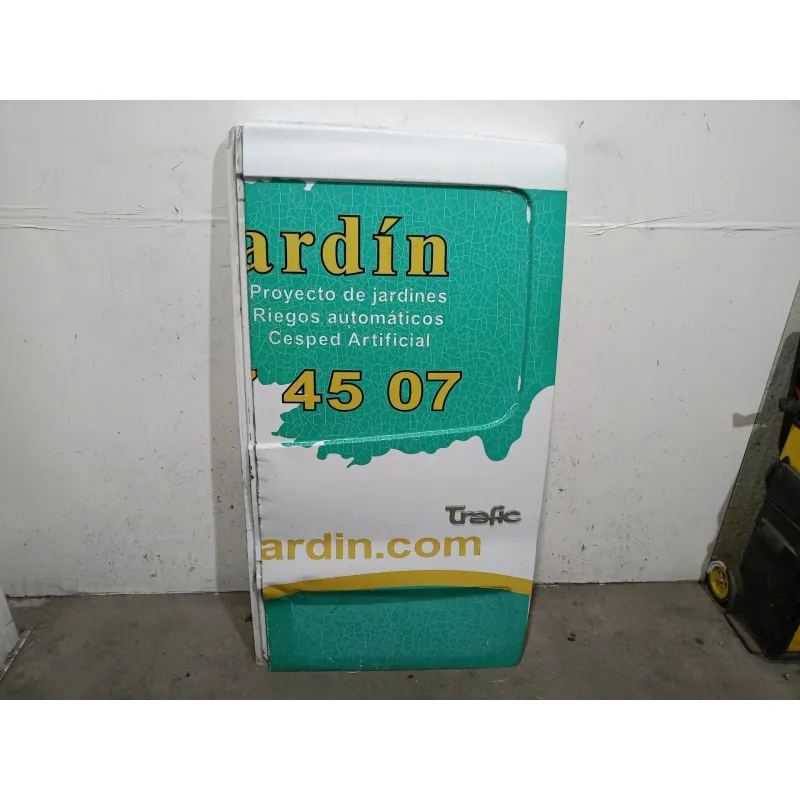 ardín
Proyecto de jardines
Riegos automáticos
Cesped Artificial
45 07
Trafic
ardin.com